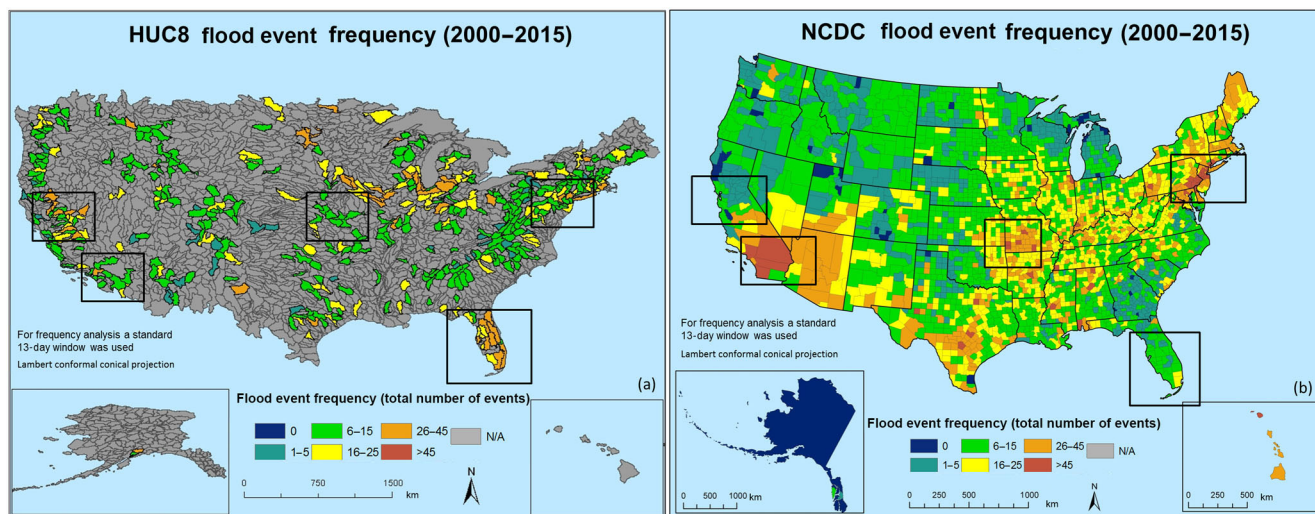 HUC8 flood event frequency (2000–2015)
For frequency analysis a standard
13-day window was used
Lambert conformal conical projection
(a)
Flood event frequency (total number of events)
0
6–15
26–45
N/A
1–5
16–25
>45
N
0
375
750
1500
km
NCDC flood event frequency (2000–2015)
For frequency analysis a standard
13-day window was used
Lambert conformal conical projection
(b)
Flood event frequency (total number of events)
0
6–15
26–45
N/A
1–5
16–25
>45
N
0 500 1000 km
0 250 500 1000
km
0 250 500
km